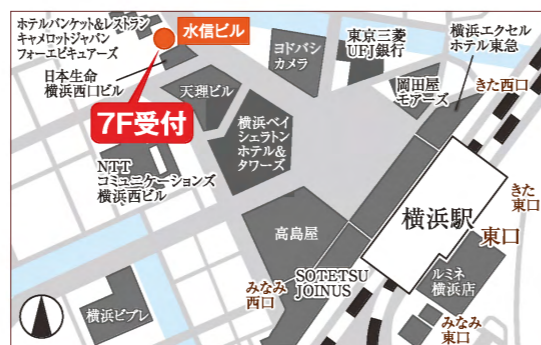 ホテルバンケット&レストラン
キャメロットジャパン
フォーエピキュアーズ
水信ビル
日本生命
横浜西口ビル
7F受付
天理ビル
ヨドバシ
カメラ
東京三菱
UFJ銀行
横浜エクセル
ホテル東急
岡田屋
モアーズ
きた西口
横浜ベイ
シェラトン
ホテル&
タワーズ
NTT
コミュニケーションズ
横浜西ビル
高島屋
横浜駅
きた
東口
東口
みなみ
西口
SOTETSU
JOINUS
ルミネ
横浜店
横浜ビブレ
みなみ
東口